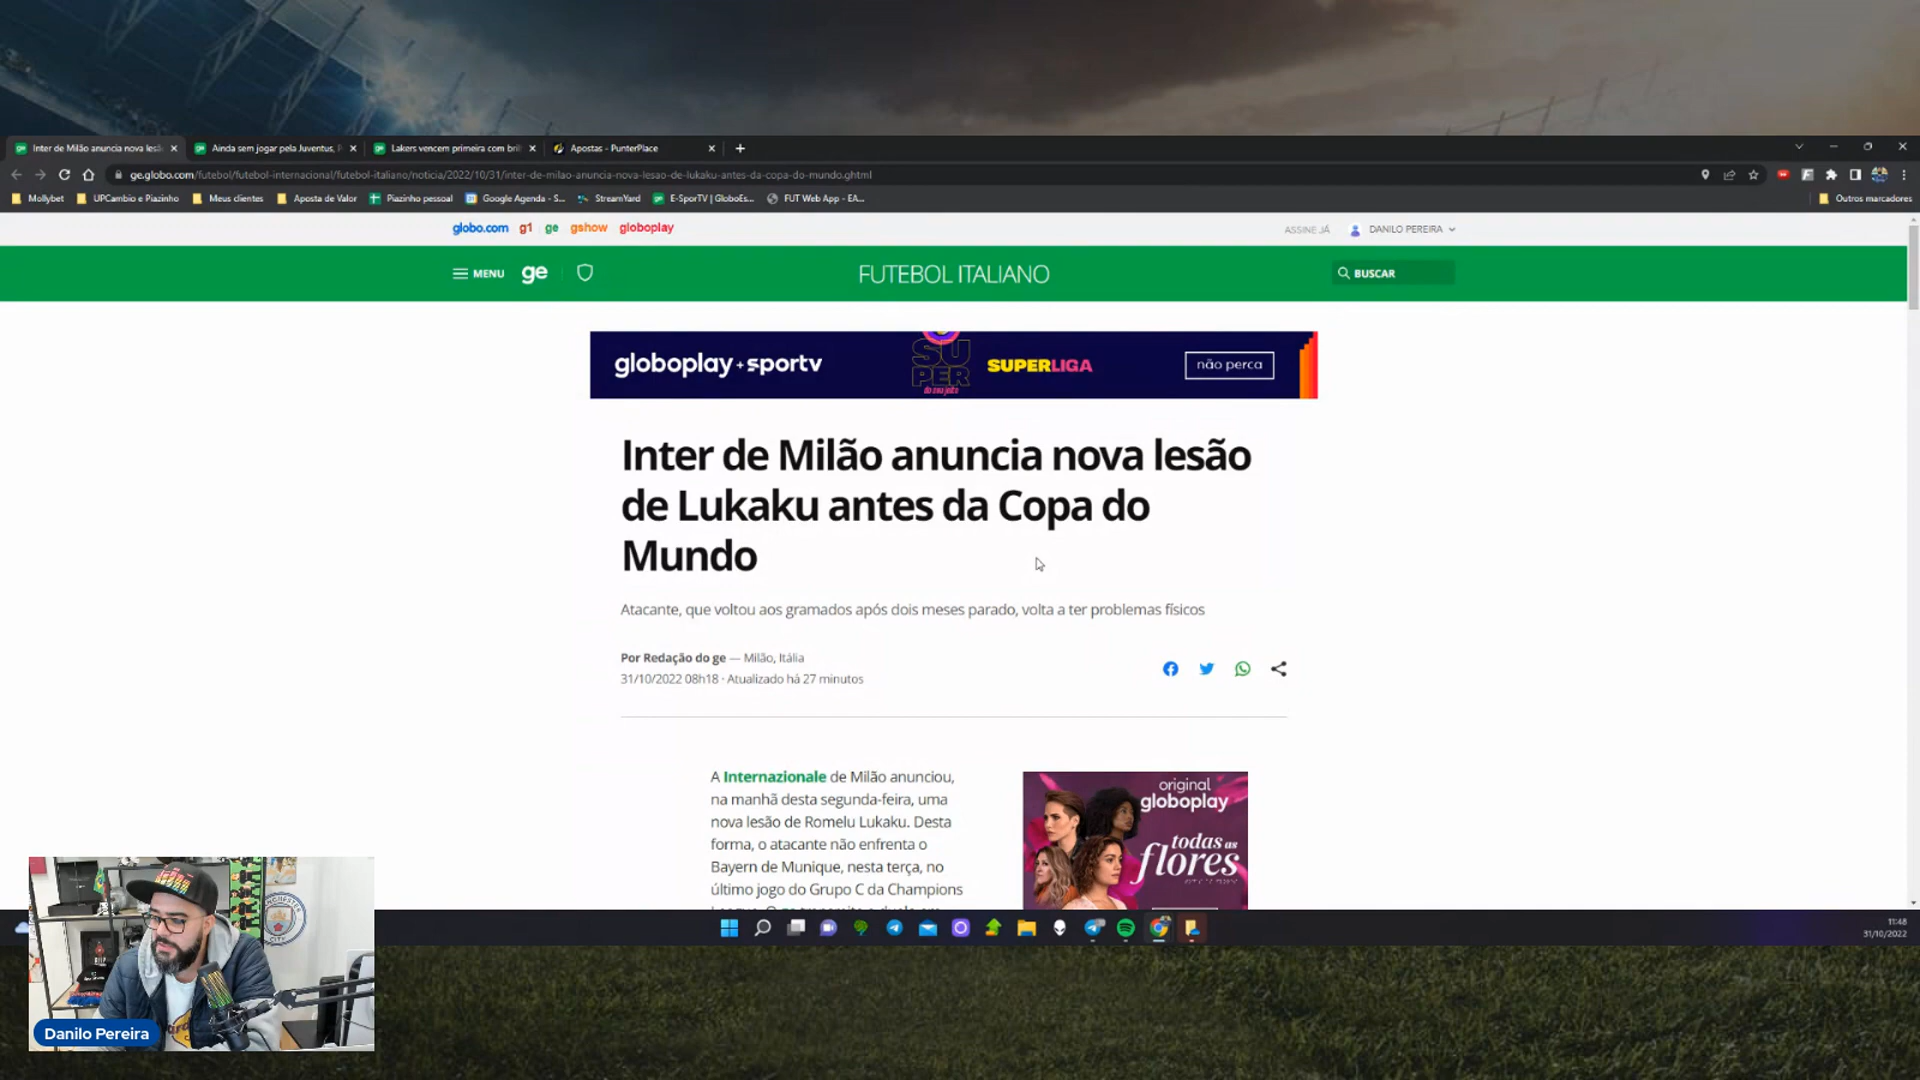 Inter de Milão anuncia nova lesã
Ainda sem jogar pela Juventus, P
Lakers vencem primeira com bril
Apostas - PunterPlace
ge.globo.com/futebol/futebol-internacional/futebol-italiano/noticia/2022/10/31/inter-de-milao-anuncia-nova-lesao-de-lukaku-antes-da-copa-do-mundo.ghtml
Mollybet UPCambio e Piazinho Meus clientes Aposta de Valor Piazinho pessoal Google Agenda - S... StreamYard E-SporTV | GloboEs... FUT Web App - EA... Outros marcadores
globo.com g1 ge gshow globoplay ASSINE JÁ DANILO PEREIRA
MENU ge FUTEBOL ITALIANO BUSCAR
globoplay + sportv SUPER SUPERLIGA não perca
do seu jeito
Inter de Milão anuncia nova lesão
de Lukaku antes da Copa do
Mundo
Atacante, que voltou aos gramados após dois meses parado, volta a ter problemas físicos
Por Redação do ge — Milão, Itália
31/10/2022 08h18 · Atualizado há 27 minutos
A Internazionale de Milão anunciou,
na manhã desta segunda-feira, uma
nova lesão de Romelu Lukaku. Desta
forma, o atacante não enfrenta o
Bayern de Munique, nesta terça, no
último jogo do Grupo C da Champions
original
globoplay
todas as
flores
11:48
31/10/2022
CITY
Danilo Pereira